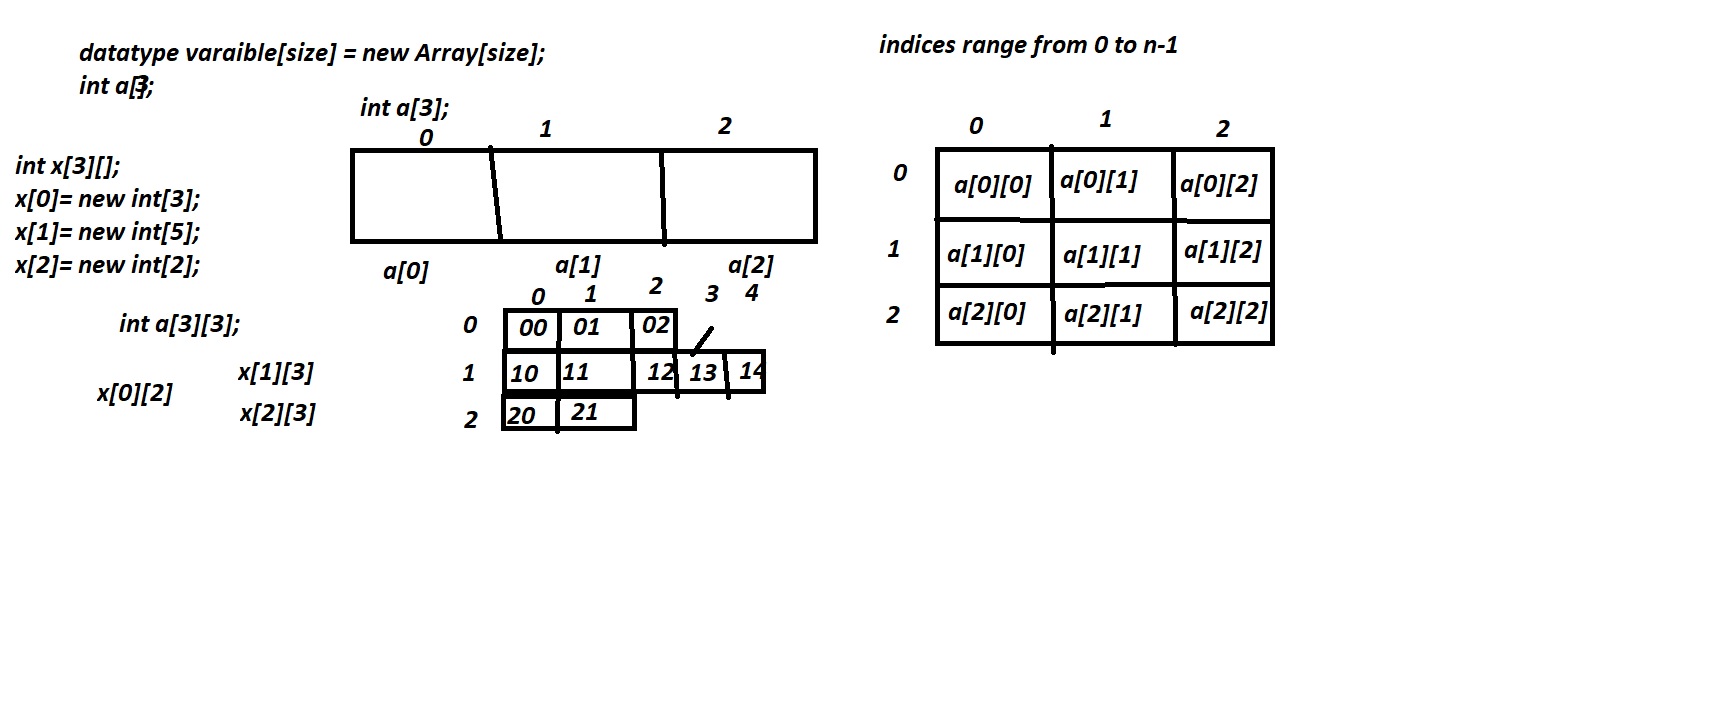 datatype varaible[size] = new Array[size];
int a[3];
int a[3];
0 1 2
a[0] a[1] a[2]
int x[3][];
x[0]= new int[3];
x[1]= new int[5];
x[2]= new int[2];
int a[3][3];
x[0][2]
x[1][3]
x[2][3]
0 1 2 3 4
0 00 01 02
1 10 11 12 13 14
2 20 21
indices range from 0 to n-1
0 1 2
0 a[0][0] a[0][1] a[0][2]
1 a[1][0] a[1][1] a[1][2]
2 a[2][0] a[2][1] a[2][2]